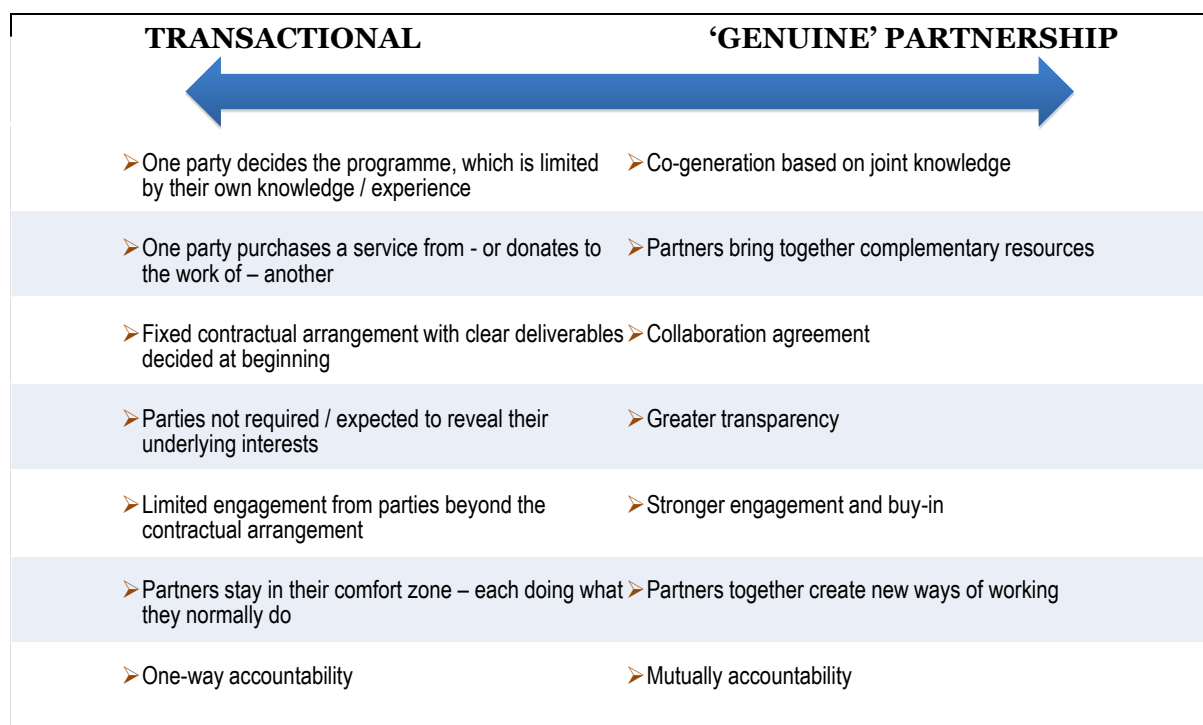 TRANSACTIONAL
‘GENUINE’ PARTNERSHIP
➢One party decides the programme, which is limited
by their own knowledge / experience
➢Co-generation based on joint knowledge
➢One party purchases a service from - or donates to
the work of – another
➢Partners bring together complementary resources
➢Fixed contractual arrangement with clear deliverables
decided at beginning
➢Collaboration agreement
➢Parties not required / expected to reveal their
underlying interests
➢Greater transparency
➢Limited engagement from parties beyond the
contractual arrangement
➢Stronger engagement and buy-in
➢Partners stay in their comfort zone – each doing what
they normally do
➢Partners together create new ways of working
➢One-way accountability
➢Mutually accountability